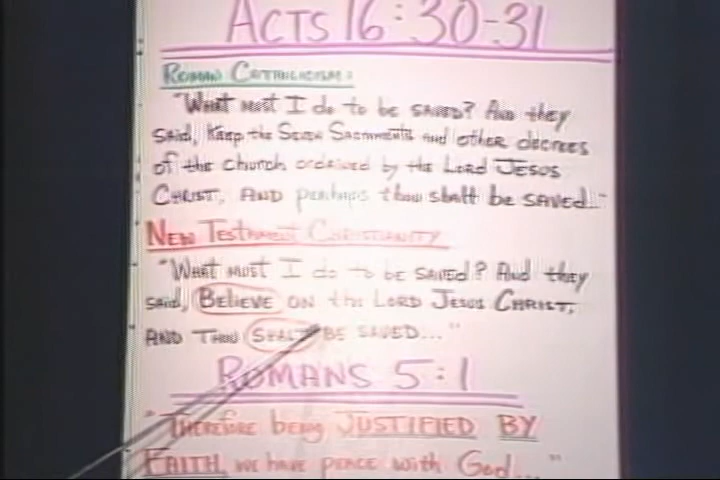 ACTS 16:30-31
ROMAN CATHOLICISM:
"WHAT must I do to be SAVED? And they
said, Keep the Seven Sacraments and other decrees
of the church ordained by the Lord JESUS
CHRIST, AND perhaps thou shalt be SAVED..."
NEW TESTAMENT CHRISTIANITY
"WHAT must I do to be SAVED? And they
said, BELIEVE ON the LORD JESUS CHRIST,
AND THOU SHALT BE SAVED..."
ROMANS 5:1
"THEREFORE being JUSTIFIED BY
FAITH, WE HAVE PEACE WITH GOD..."